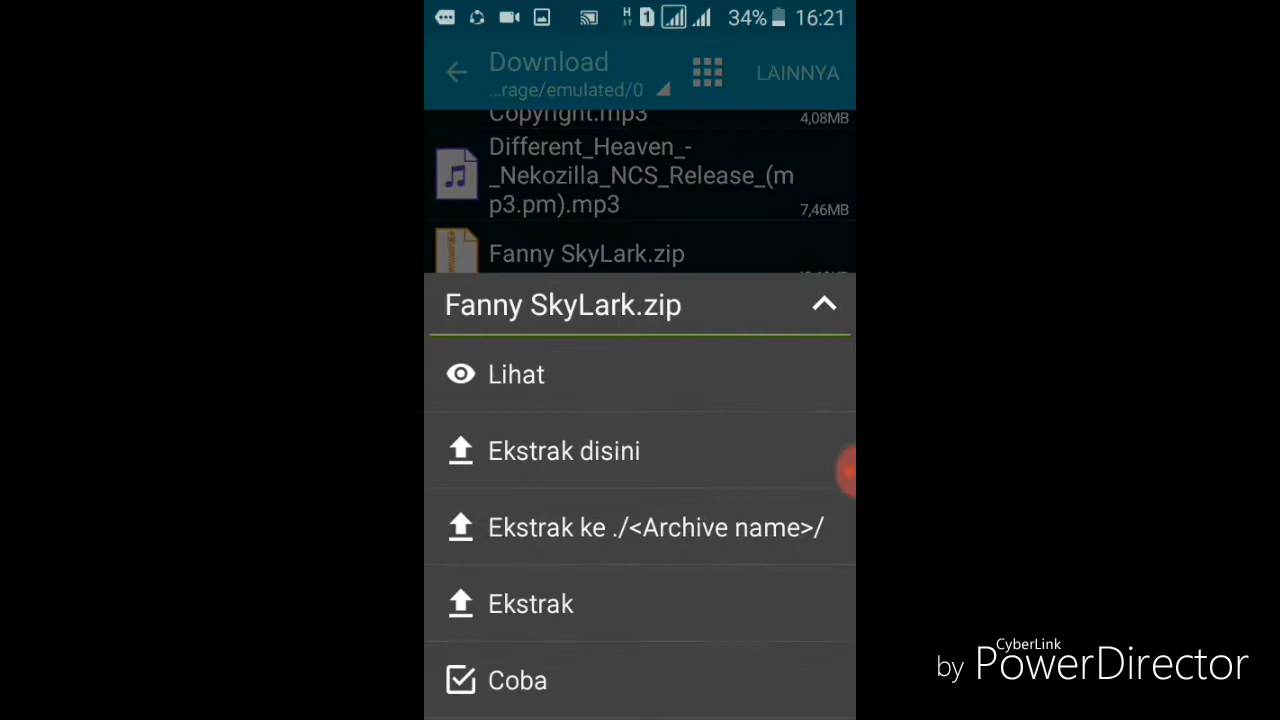 34% 16:21
Download
...rage/emulated/0
LAINNYA
Copyright.mp3
4,08MB
Different_Heaven_-
_Nekozilla_NCS_Release_(m
p3.pm).mp3
7,46MB
Fanny SkyLark.zip
Fanny SkyLark.zip
Lihat
Ekstrak disini
Ekstrak ke ./<Archive name>/
Ekstrak
Coba
CyberLink
by PowerDirector